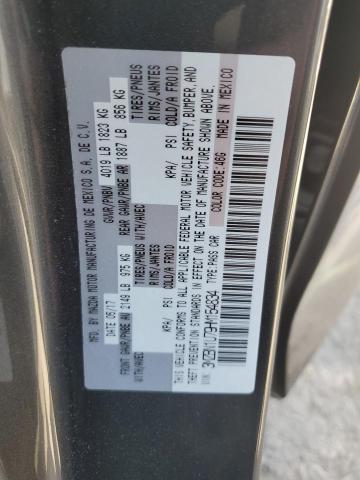 MFD. BY MAZDA MOTOR MANUFACTURING DE MEXICO S.A. DE C.V.
DATE 05/17 GVWR/PNBV 4019 LB 1823 KG
FRONT GAWR/PNBE AV 2149 LB 975 KG REAR GAWR/PNBE AR 1887 LB 856 KG
WITH/AVEC TIRES/PNEUS WITH/AVEC TIRES/PNEUS
RIMS/JANTES RIMS/JANTES
KPA/ PSI COLD/A FROID KPA/ PSI COLD/A FROID
THIS VEHICLE CONFORMS TO ALL APPLICABLE FEDERAL MOTOR VEHICLE SAFETY, BUMPER, AND
THEFT PREVENTION STANDARDS IN EFFECT ON THE DATE OF MANUFACTURE SHOWN ABOVE.
COLOR CODE: 46G MADE IN MEXICO
3MZBN1U79HM154834
VIN: TYPE: PASS CAR